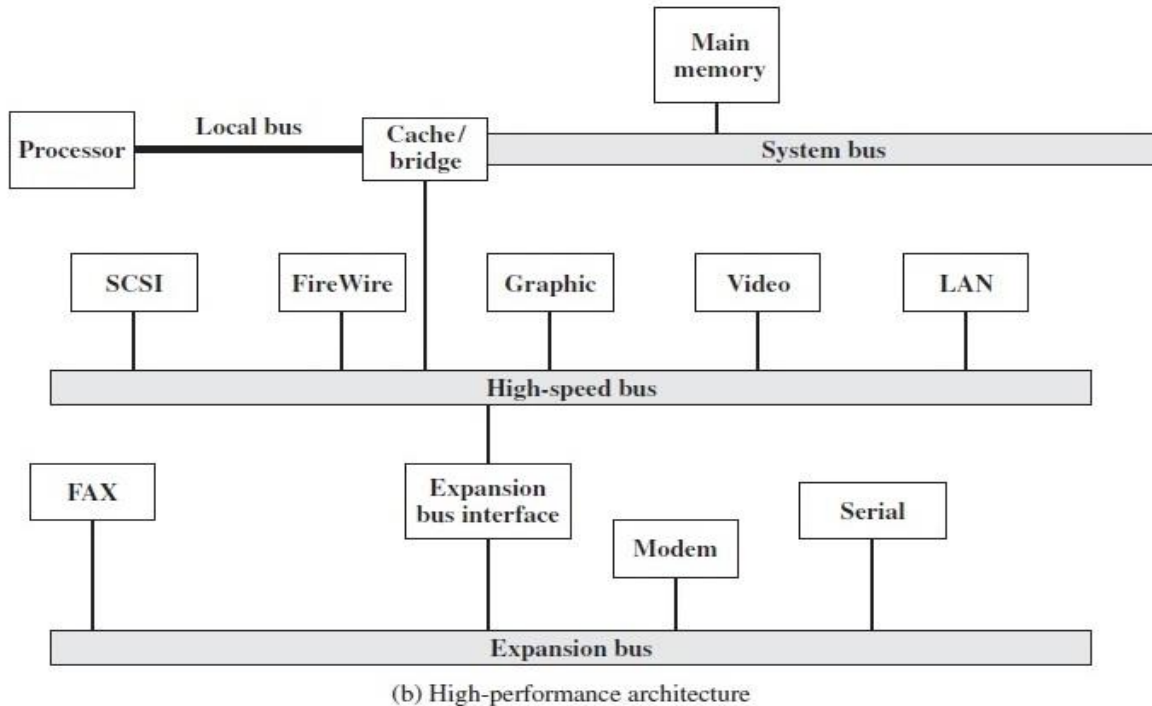 Main
memory
Local bus
Processor
Cache/
bridge
System bus
SCSI
FireWire
Graphic
Video
LAN
High-speed bus
FAX
Expansion
bus interface
Serial
Modem
Expansion bus
(b) High-performance architecture